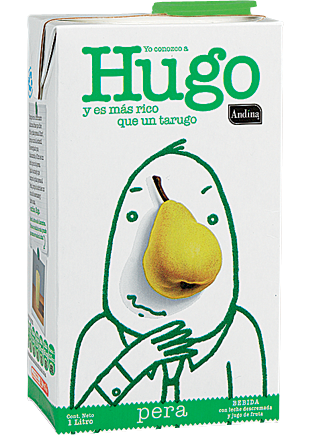 Yo conozco a
Hugo
y es más rico
que un tarugo
Andina
Cont. Neto
1 Litro
pera
BEBIDA
con leche descremada
y jugo de fruta